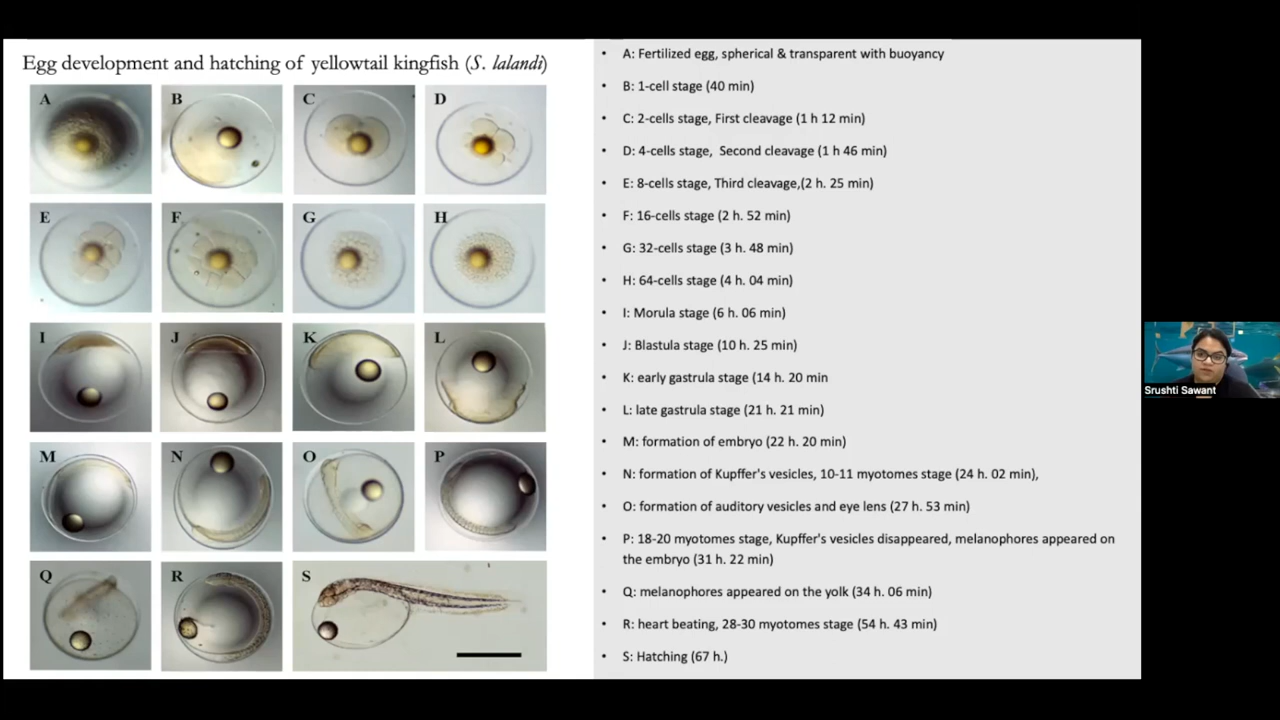 Egg development and hatching of yellowtail kingfish (S. lalandi)
A
B
C
D
E
F
G
H
I
J
K
L
M
N
O
P
Q
R
S
• A: Fertilized egg, spherical & transparent with buoyancy
• B: 1-cell stage (40 min)
• C: 2-cells stage, First cleavage (1 h 12 min)
• D: 4-cells stage, Second cleavage (1 h 46 min)
• E: 8-cells stage, Third cleavage,(2 h. 25 min)
• F: 16-cells stage (2 h. 52 min)
• G: 32-cells stage (3 h. 48 min)
• H: 64-cells stage (4 h. 04 min)
• I: Morula stage (6 h. 06 min)
• J: Blastula stage (10 h. 25 min)
• K: early gastrula stage (14 h. 20 min
• L: late gastrula stage (21 h. 21 min)
• M: formation of embryo (22 h. 20 min)
• N: formation of Kupffer's vesicles, 10-11 myotomes stage (24 h. 02 min),
• O: formation of auditory vesicles and eye lens (27 h. 53 min)
• P: 18-20 myotomes stage, Kupffer's vesicles disappeared, melanophores appeared on
the embryo (31 h. 22 min)
• Q: melanophores appeared on the yolk (34 h. 06 min)
• R: heart beating, 28-30 myotomes stage (54 h. 43 min)
• S: Hatching (67 h.)
Srushti Sawant